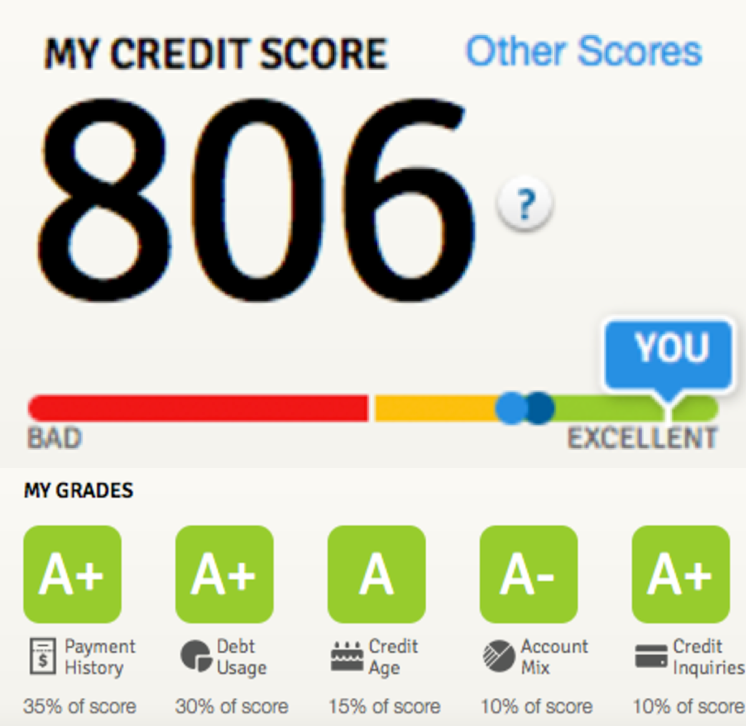 MY CREDIT SCORE Other Scores
806 ?
YOU
BAD EXCELLENT
MY GRADES
A+ A+ A A- A+
$ Payment History Debt Usage Credit Age Account Mix Credit Inquiries
35% of score 30% of score 15% of score 10% of score 10% of score